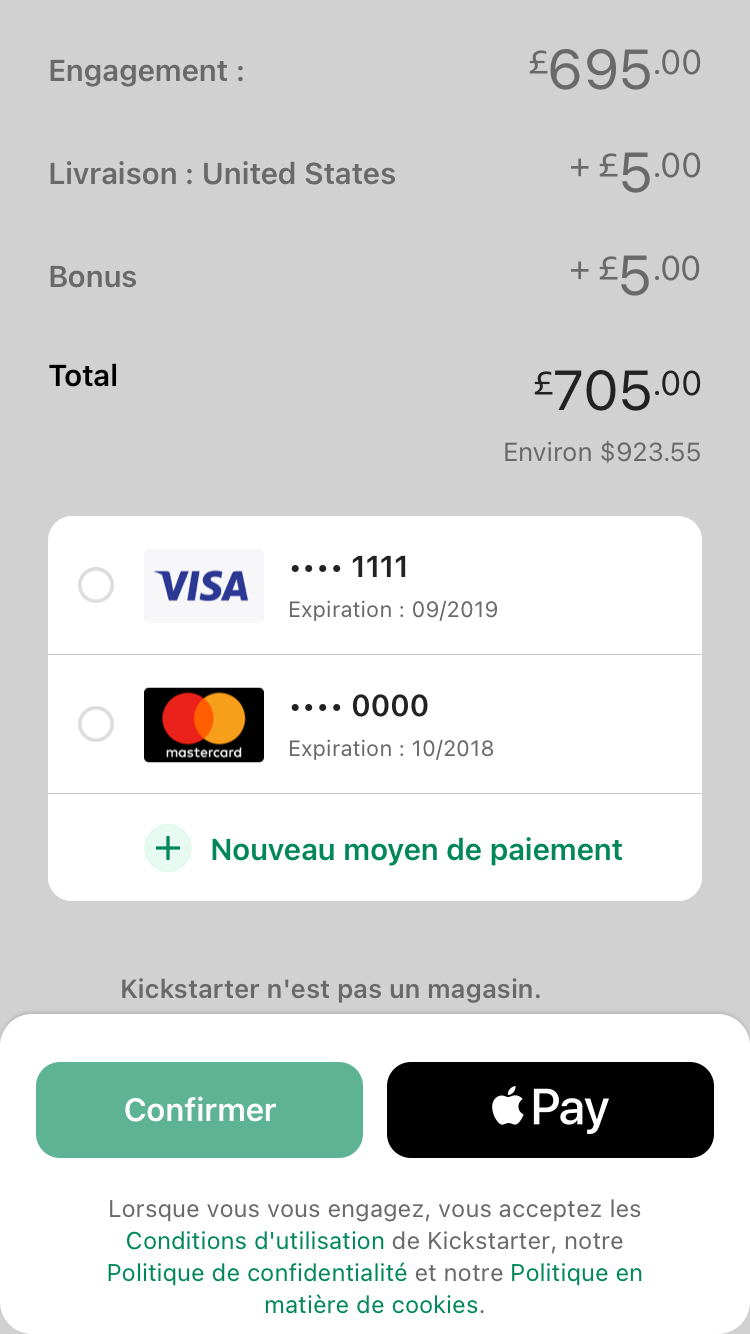 Engagement : £695.00
Livraison : United States + £5.00
Bonus + £5.00
Total £705.00
Environ $923.55
VISA •••• 1111
Expiration : 09/2019
mastercard •••• 0000
Expiration : 10/2018
+ Nouveau moyen de paiement
Kickstarter n'est pas un magasin.
Confirmer Pay
Lorsque vous vous engagez, vous acceptez les
Conditions d'utilisation de Kickstarter, notre
Politique de confidentialité et notre Politique en
matière de cookies.